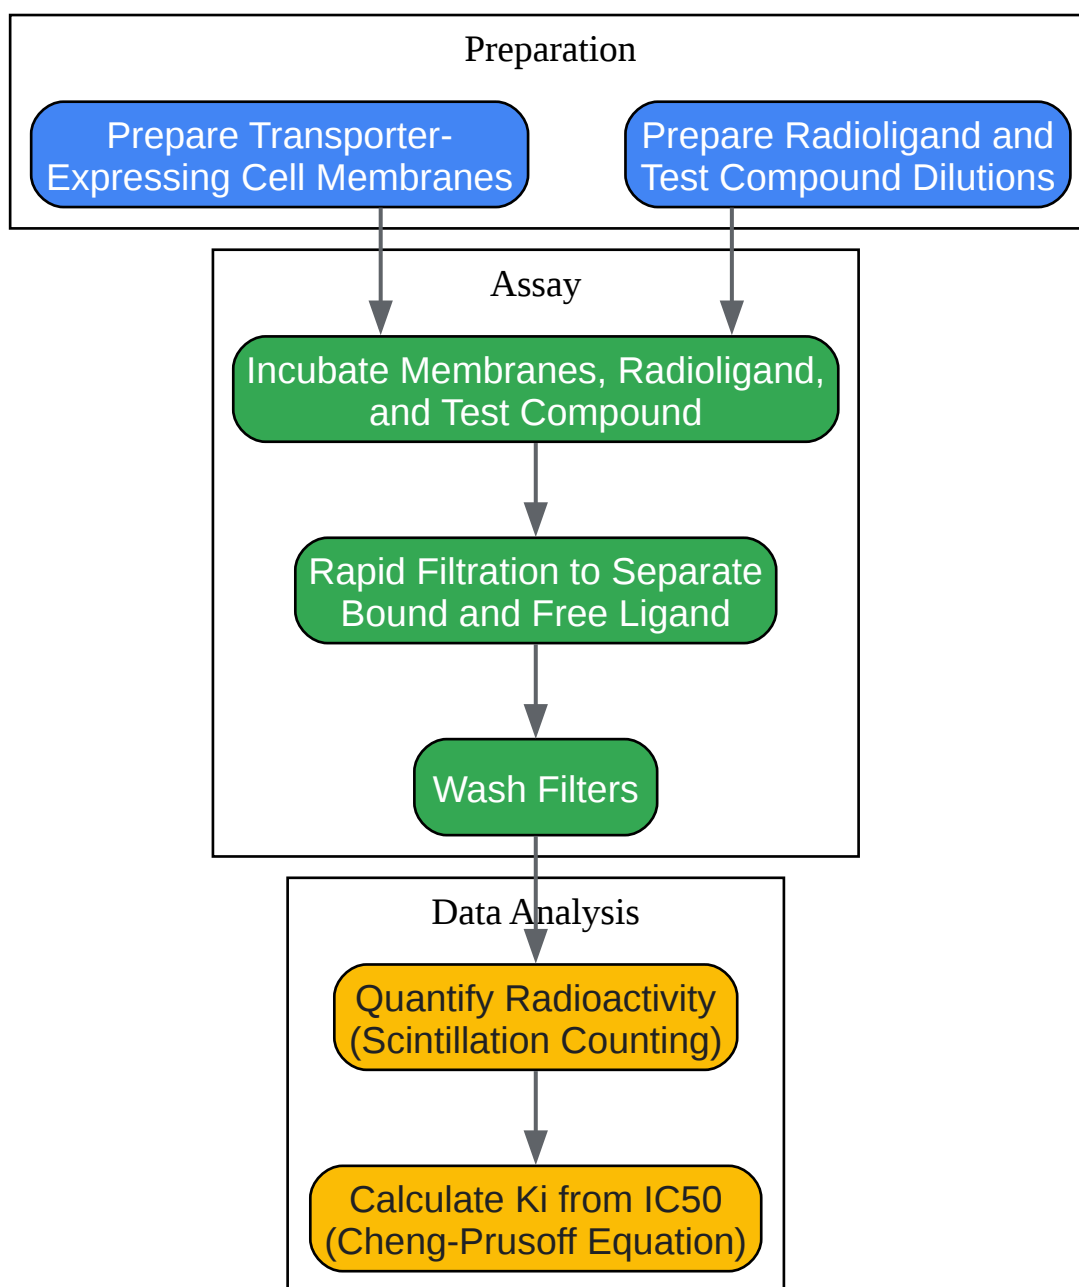 Preparation
Prepare Transporter-
Expressing Cell Membranes
Prepare Radioligand and
Test Compound Dilutions
Assay
Incubate Membranes, Radioligand,
and Test Compound
Rapid Filtration to Separate
Bound and Free Ligand
Wash Filters
Data Analysis
Quantify Radioactivity
(Scintillation Counting)
Calculate Ki from IC50
(Cheng-Prusoff Equation)